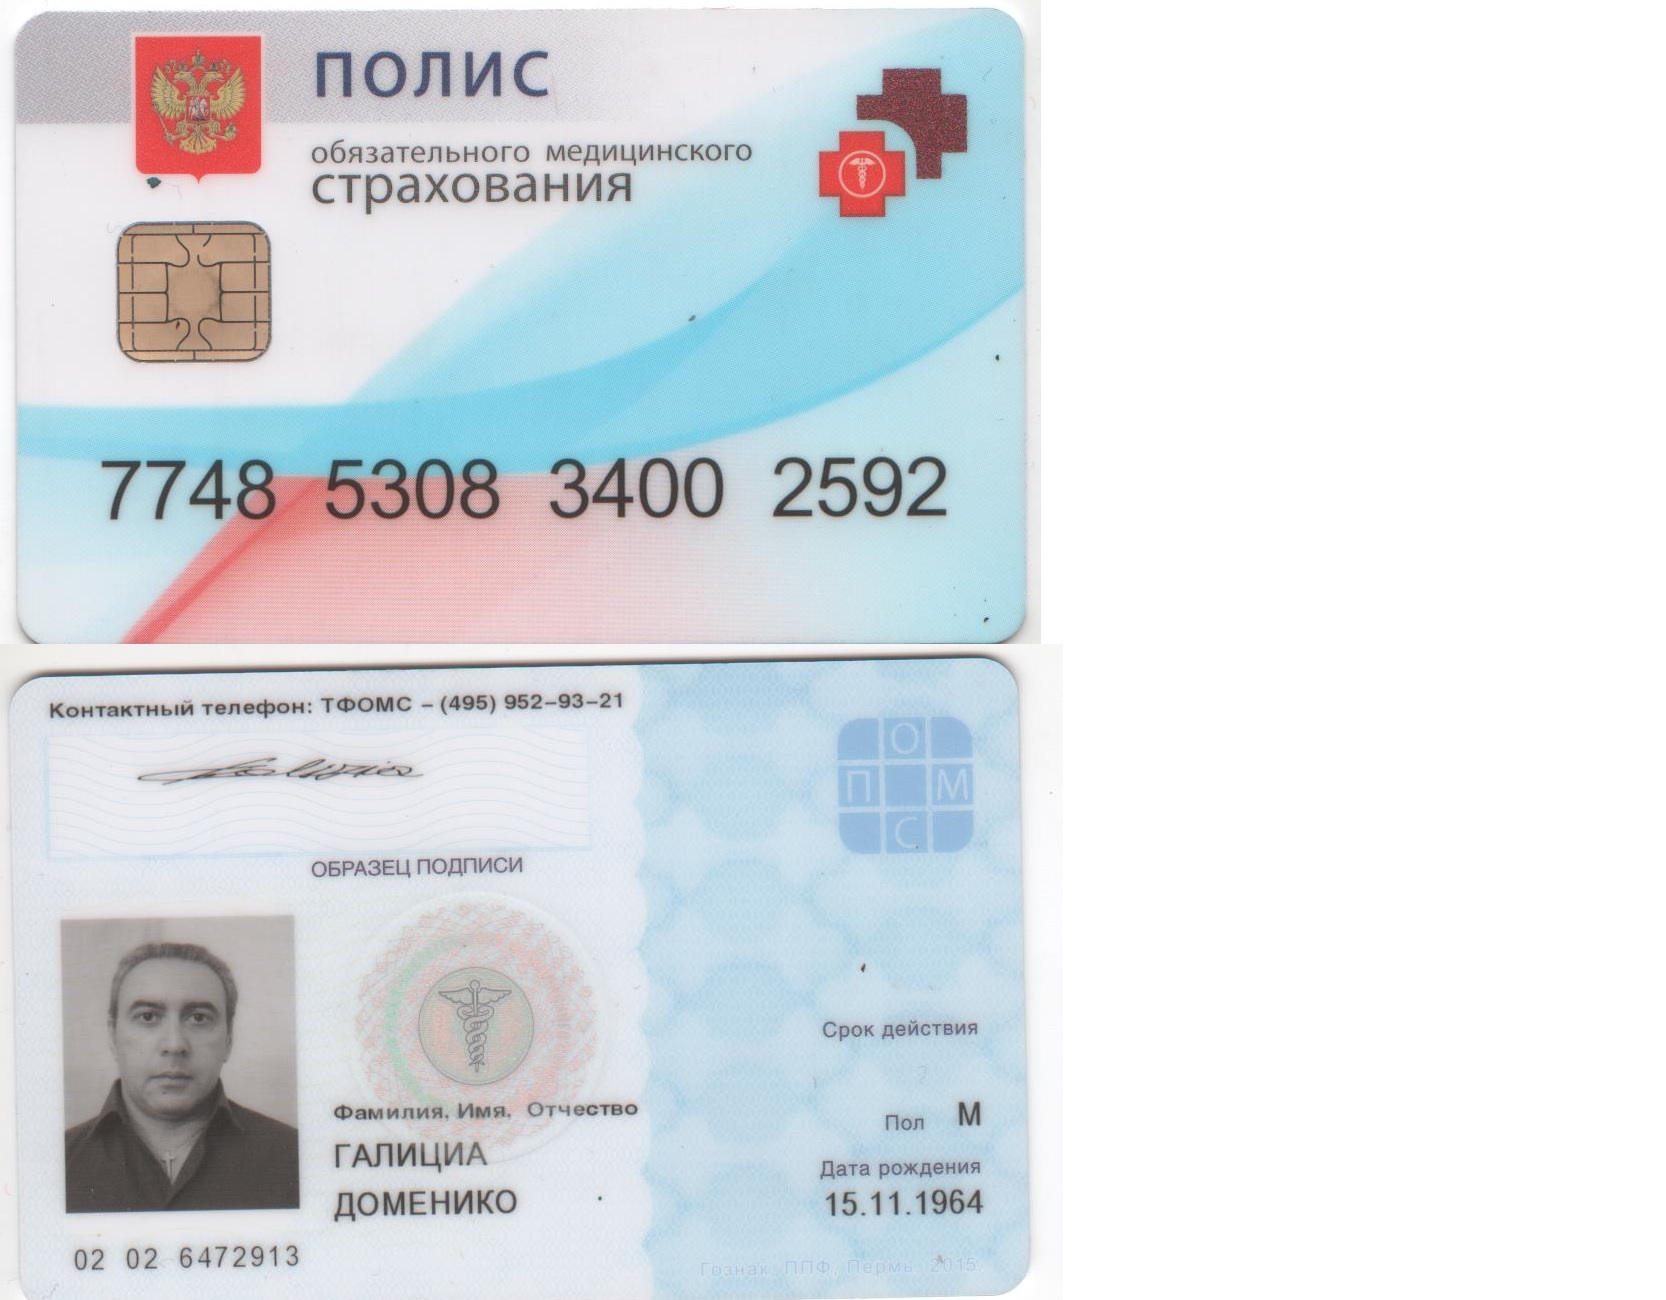 ПОЛИС
обязательного медицинского
страхования
7748 5308 3400 2592
Контактный телефон: ТФОМС – (495) 952–93–21
О
П М
С
ОБРАЗЕЦ ПОДПИСИ
Срок действия
Фамилия, Имя, Отчество
Пол М
ГАЛИЦИА
Дата рождения
ДОМЕНИКО
15.11.1964
02 02 6472913
Гознак, ППФ, Пермь, 2015.